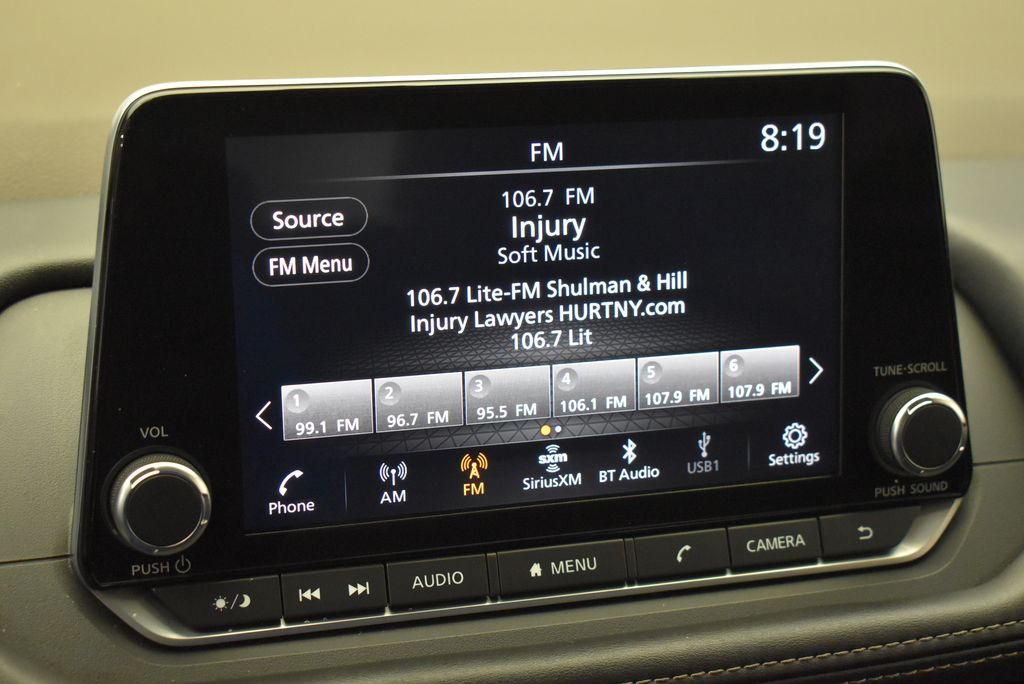 FM
8:19
Source
FM Menu
106.7 FM
Injury
Soft Music
106.7 Lite-FM Shulman & Hill
Injury Lawyers HURTNY.com
106.7 Lit
1
99.1 FM
2
96.7 FM
3
95.5 FM
4
106.1 FM
5
107.9 FM
6
107.9 FM
Phone
AM
FM
sxm
SiriusXM
BT Audio
USB1
Settings
VOL
PUSH
TUNE·SCROLL
PUSH SOUND
AUDIO
MENU
CAMERA